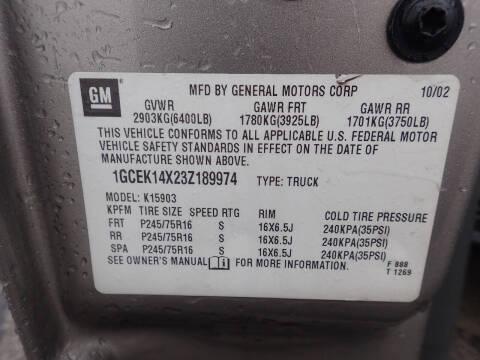 GM
MFD BY GENERAL MOTORS CORP 10/02
GVWR GAWR FRT GAWR RR
2903KG(6400LB) 1780KG(3925LB) 1701KG(3750LB)
THIS VEHICLE CONFORMS TO ALL APPLICABLE U.S. FEDERAL MOTOR
VEHICLE SAFETY STANDARDS IN EFFECT ON THE DATE OF
MANUFACTURE SHOWN ABOVE.
1GCEK14X23Z189974 TYPE: TRUCK
MODEL: K15903
KPFM TIRE SIZE SPEED RTG RIM COLD TIRE PRESSURE
FRT P245/75R16 S 16X6.5J 240KPA(35PSI)
RR P245/75R16 S 16X6.5J 240KPA(35PSI)
SPA P245/75R16 S 16X6.5J 240KPA(35PSI)
SEE OWNER'S MANUAL FOR MORE INFORMATION.
F 888
T 1269